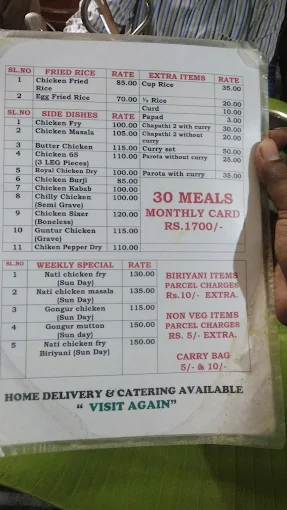 SL.NO FRIED RICE RATE
1 Chicken Fried Rice 85.00
2 Egg Fried Rice 70.00
SL.NO SIDE DISHES RATE
1 Chicken Fry 100.00
2 Chicken Masala 105.00
3 Butter Chicken 115.00
4 Chicken 65 110.00
(3 LEG Pieces)
5 Royal Chicken Dry 100.00
6 Chicken Burji 85.00
7 Chicken Kabab 100.00
8 Chilly Chicken 100.00
(Semi Grave)
9 Chicken Sixer 120.00
(Boneless)
10 Guntur Chicken 115.00
(Grave)
11 Chiken Pepper Dry 110.00
EXTRA ITEMS RATE
Cup Rice 35.00
½ Rice 20.00
Curd
Papad 3.00
Chapathi 2 with curry 30.00
Chapathi 2 without curry 20.00
Curry set 50.00
Parota without curry 25.00
Parota with curry 35.00
30 MEALS
MONTHLY CARD
RS.1700/-
SL.NO WEEKLY SPECIAL RATE
1 Nati chicken fry 130.00
(Sun Day)
2 Nati chicken masala 135.00
(Sun Day)
3 Gongur chicken 115.00
(Sun Day)
4 Gongur mutton 150.00
(Sun day)
5 Nati chicken fry 150.00
Biriyani (Sun Day)
BIRIYANI ITEMS
PARCEL CHARGES
Rs.10/- EXTRA.
NON VEG ITEMS
PARCEL CHARGES
RS. 5/- EXTRA.
CARRY BAG
5/- & 10/-
HOME DELIVERY & CATERING AVAILABLE
“ VISIT AGAIN”